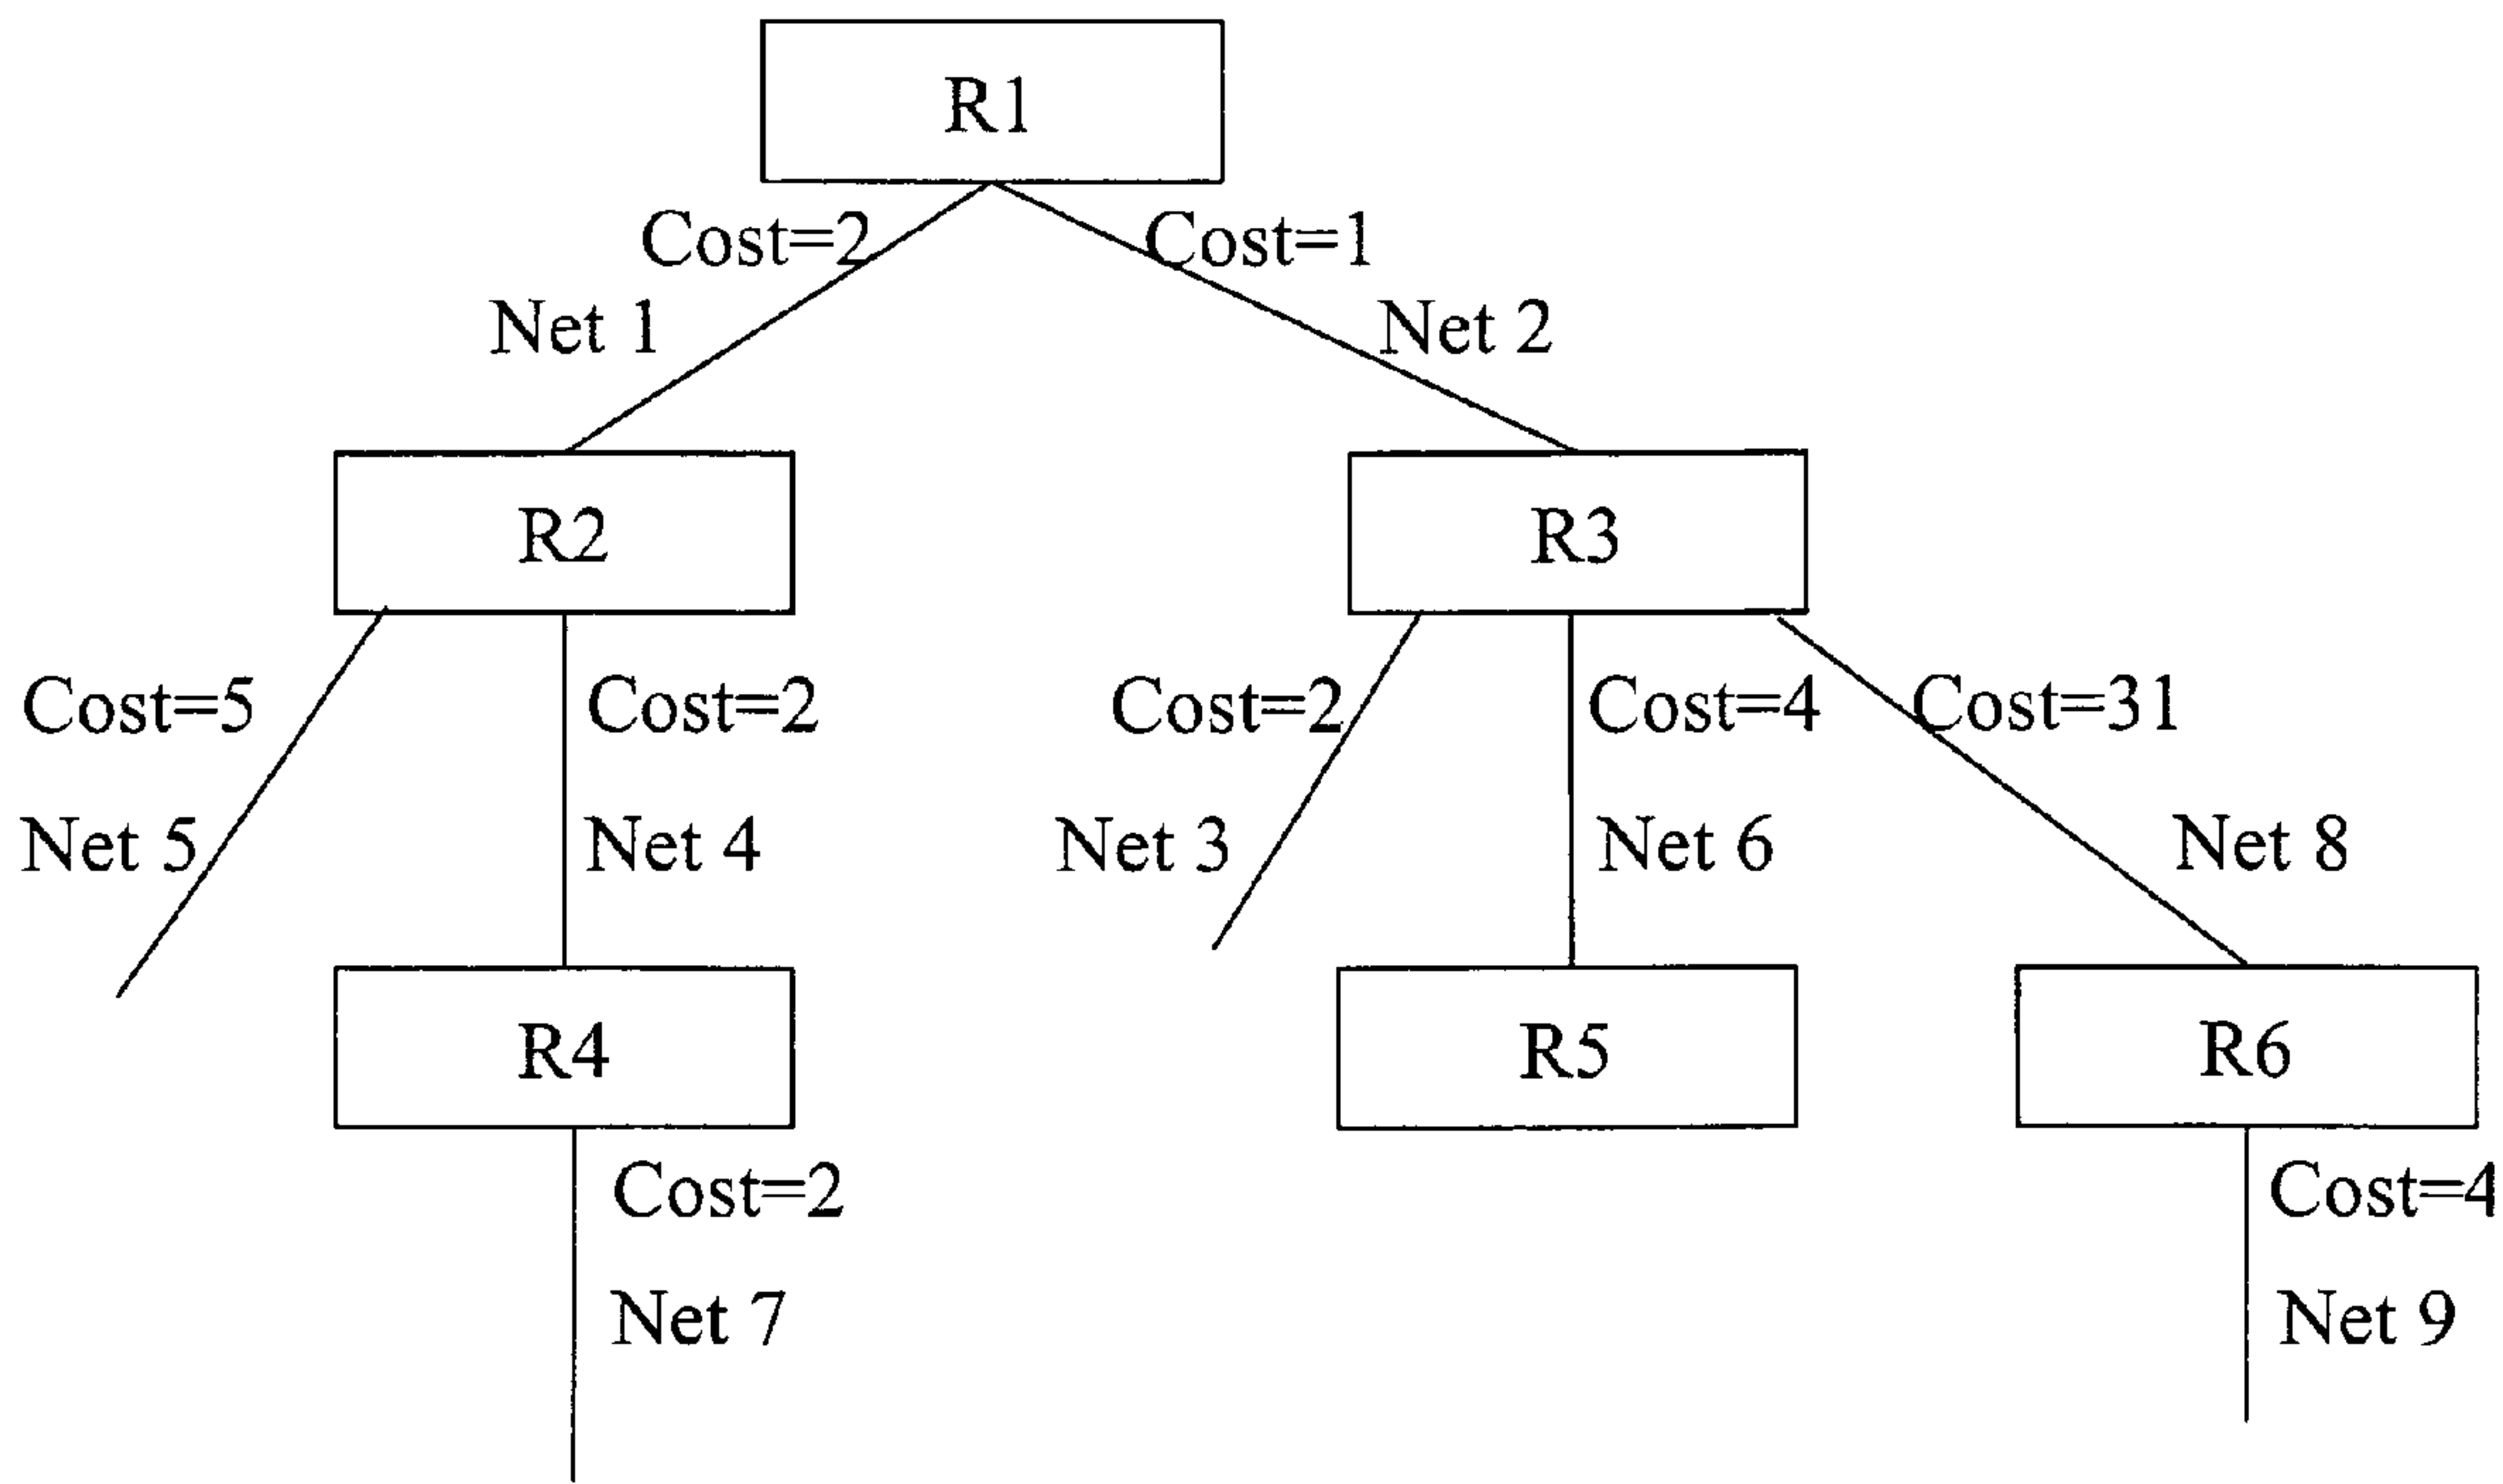 R1
Cost=2
Cost=1
Net 1
Net 2
R2
R3
Cost=5
Cost=2
Cost=2
Cost=4
Cost=31
Net 5
Net 4
Net 3
Net 6
Net 8
R4
R5
R6
Cost=2
Cost=4
Net 7
Net 9